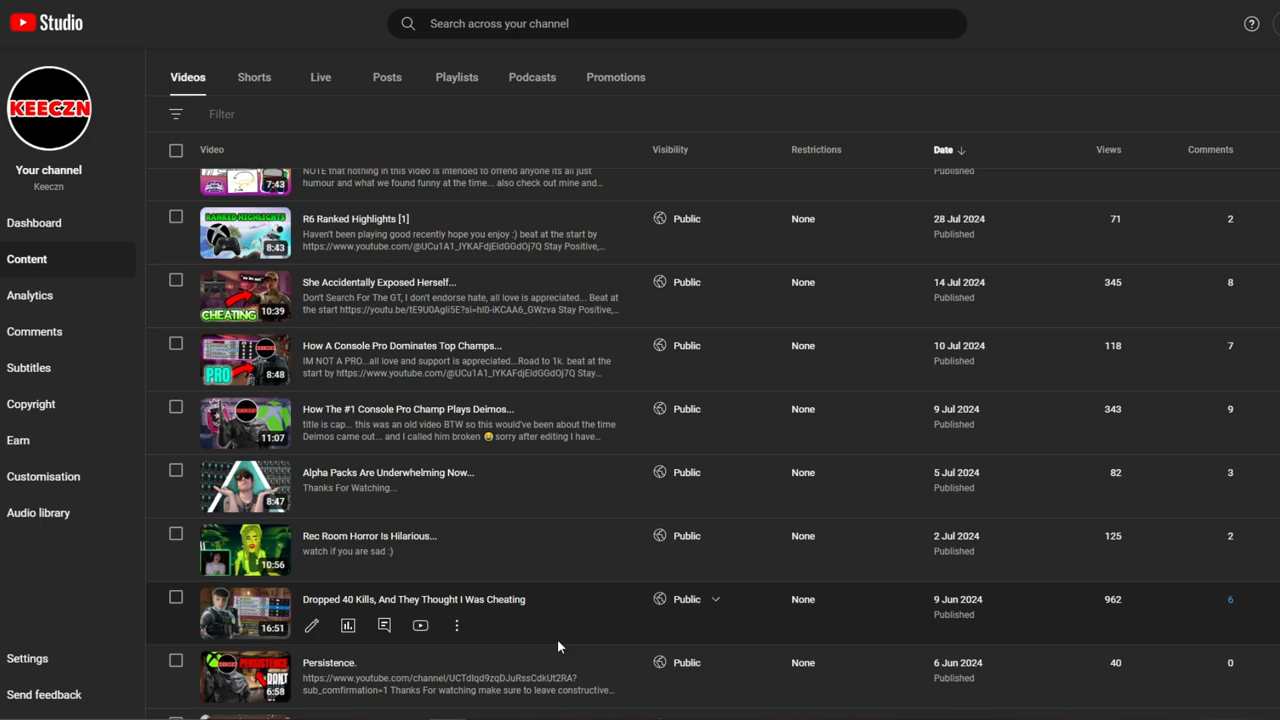 Studio
Search across your channel
KEECZN
Your channel
Keeczn
Dashboard
Content
Analytics
Comments
Subtitles
Copyright
Earn
Customisation
Audio library
Settings
Send feedback
Videos Shorts Live Posts Playlists Podcasts Promotions
Filter
Video Visibility Restrictions Date Views Comments
7:43
NOTE that nothing in this video is intended to offend anyone its all just
humour and what we found funny at the time... also check out mine and...
Published
RANKED HIGHLIGHTS
8:43
R6 Ranked Highlights [1]
Haven't been playing good recently hope you enjoy :) beat at the start by
https://www.youtube.com/@UCu1A1_IYKAFdjEldGGdOj7Q Stay Positive,...
Public None 28 Jul 2024 71 2
Published
CHEATING
10:39
She Accidentally Exposed Herself...
Don't Search For The GT, I don't endorse hate, all love is appreciated... Beat at
the start https://youtu.be/tE9U0Agli5E?si=hI0-iKCAA6_GWzva Stay Positive,...
Public None 14 Jul 2024 345 8
Published
PRO
8:48
How A Console Pro Dominates Top Champs...
IM NOT A PRO...all love and support is appreciated...Road to 1k. beat at the
start by https://www.youtube.com/@UCu1A1_IYKAFdjEldGGdOj7Q Stay...
Public None 10 Jul 2024 118 7
Published
11:07
How The #1 Console Pro Champ Plays Deimos...
title is cap... this was an old video BTW so this would've been about the time
Deimos came out... and I called him broken 😂 sorry after editing I have...
Public None 9 Jul 2024 343 9
Published
8:47
Alpha Packs Are Underwhelming Now...
Thanks For Watching...
Public None 5 Jul 2024 82 3
Published
10:56
Rec Room Horror Is Hilarious...
watch if you are sad :)
Public None 2 Jul 2024 125 2
Published
16:51
Dropped 40 Kills, And They Thought I Was Cheating
Public None 9 Jun 2024 962 6
Published
PERSISTENCE
DON'T
6:58
Persistence.
https://www.youtube.com/channel/UCTdIqd9zqDJuRssCdkUt2RA?
sub_comfirmation=1 Thanks For watching make sure to leave constructive...
Public None 6 Jun 2024 40 0
Published